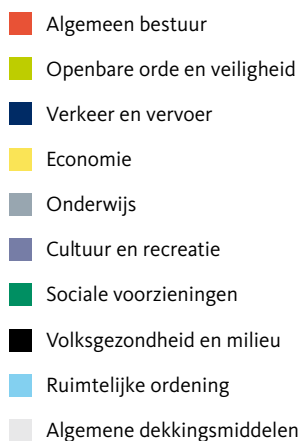 Algemeen bestuur
Openbare orde en veiligheid
Verkeer en vervoer
Economie
Onderwijs
Cultuur en recreatie
Sociale voorzieningen
Volksgezondheid en milieu
Ruimtelijke ordening
Algemene dekkingsmiddelen